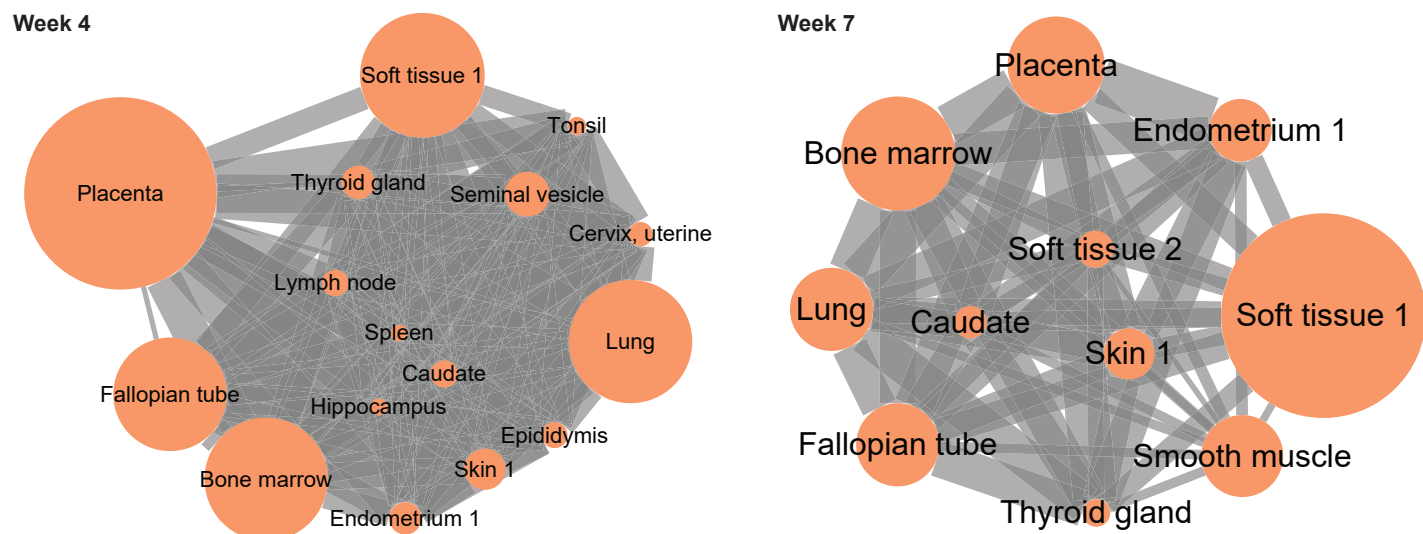 Week 4
Soft tissue 1
Tonsil
Placenta
Thyroid gland
Seminal vesicle
Cervix, uterine
Lymph node
Spleen
Lung
Caudate
Fallopian tube
Hippocampus
Epididymis
Skin 1
Bone marrow
Endometrium 1
Week 7
Placenta
Endometrium 1
Bone marrow
Soft tissue 2
Lung
Caudate
Soft tissue 1
Skin 1
Fallopian tube
Smooth muscle
Thyroid gland